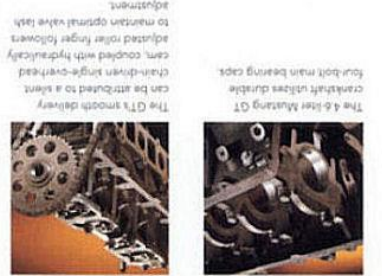 The 4.6-liter Mustang GT
crankshaft utilizes durable
four-bolt main bearing caps.
The GT's smooth delivery
can be attributed to a silent
chain-driven single-overhead
cam, coupled with hydraulically
adjusted roller finger followers
to maintain optimal valve lash
adjustment.